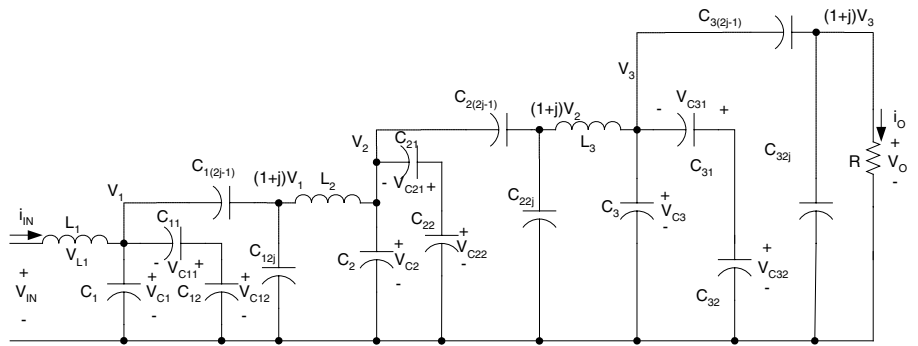 C3(2j-1)
(1+j)V3
V3
C2(2j-1)
(1+j)V2
- VC31 +
iO
V2
C21
L3
C31
C32j
R
+
VO
-
C1(2j-1)
(1+j)V1
L2
- VC21 +
V1
C22j
C3
+
VC3
-
iIN
L1
C11
C22
+
VC22
-
VL1
C12j
C2
+
VC2
-
- VC11 +
+
VC32
-
C32
+
VIN
-
C1
+
VC1
-
C12
+
VC12
-